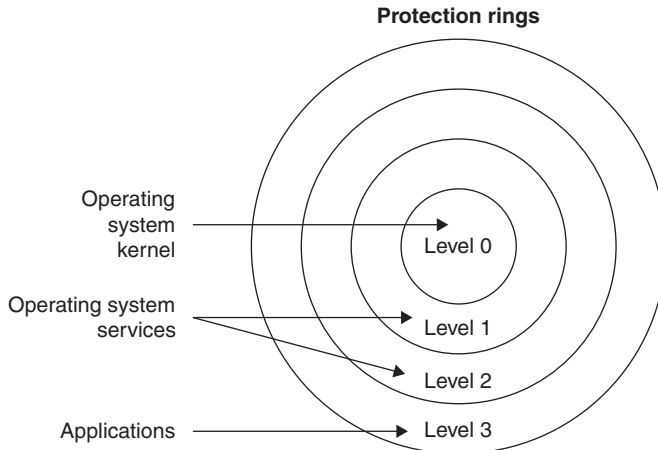 Protection rings
Operating
system
kernel
Level 0
Operating system
services
Level 1
Level 2
Applications
Level 3